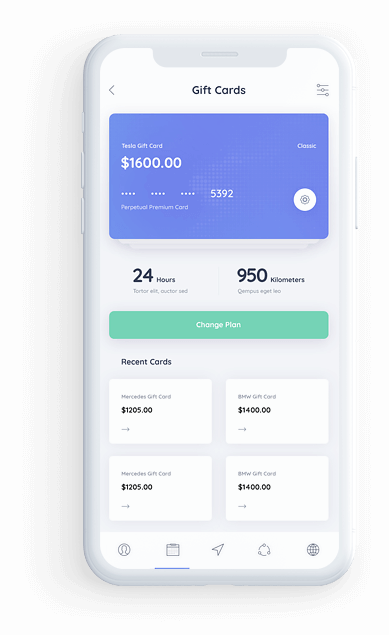 Gift Cards
Tesla Gift Card Classic
$1600.00
•••• •••• •••• 5392
Perpetual Premium Card
24 Hours 950 Kilometers
Tortor elit, auctor sed Qempus eget leo
Change Plan
Recent Cards
Mercedes Gift Card BMW Gift Card
$1205.00 $1400.00
Mercedes Gift Card BMW Gift Card
$1205.00 $1400.00